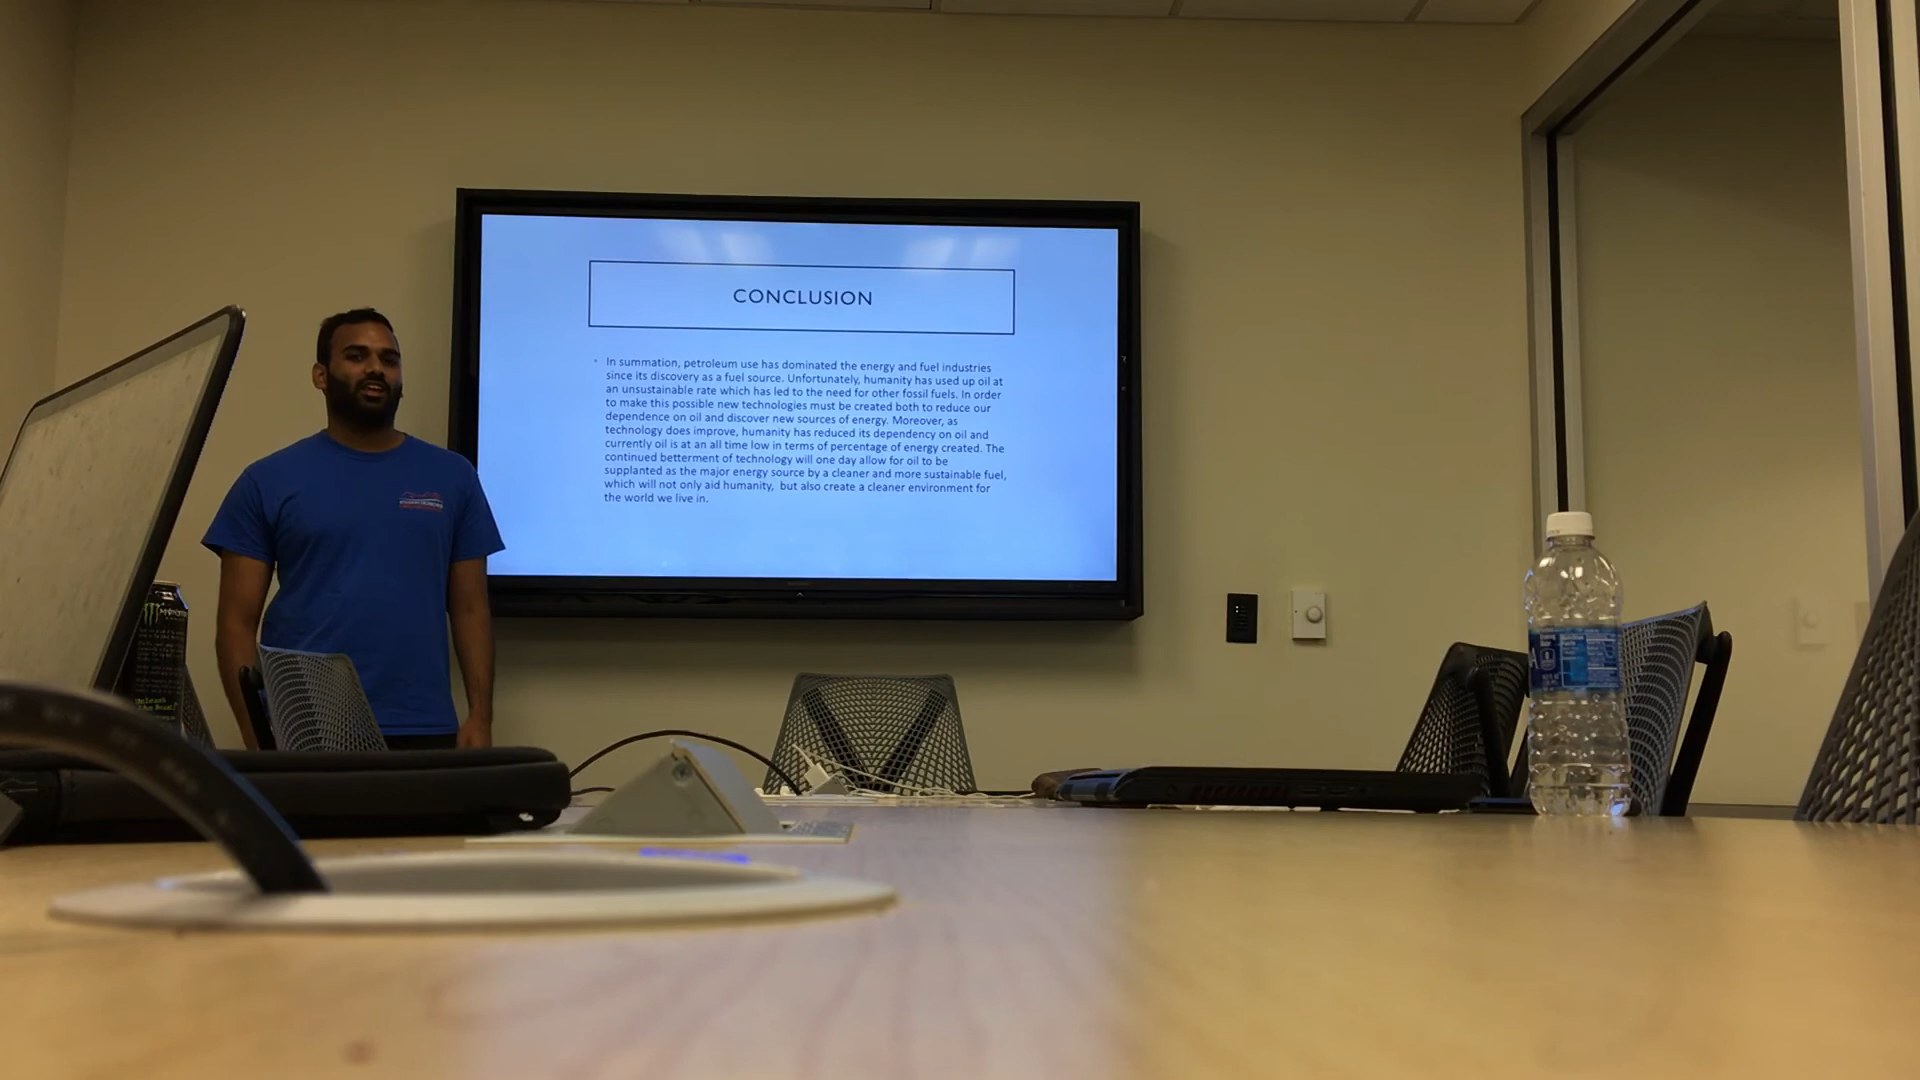 CONCLUSION
• In summation, petroleum use has dominated the energy and fuel industries
since its discovery as a fuel source. Unfortunately, humanity has used up oil at
an unsustainable rate which has led to the need for other fossil fuels. In order
to make this possible new technologies must be created both to reduce our
dependence on oil and discover new sources of energy. Moreover, as
technology does improve, humanity has reduced its dependency on oil and
currently oil is at an all time low in terms of percentage of energy created. The
continued betterment of technology will one day allow for oil to be
supplanted as the major energy source by a cleaner and more sustainable fuel,
which will not only aid humanity, but also create a cleaner environment for
the world we live in.